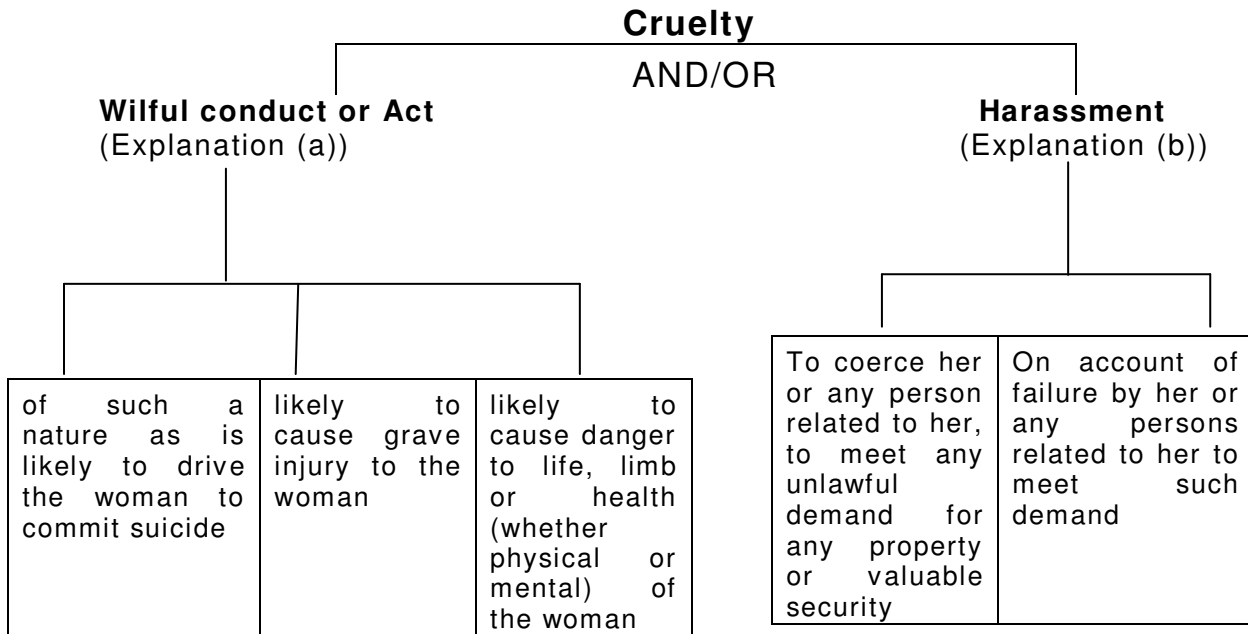 Cruelty
AND/OR
Wilful conduct or Act
(Explanation (a))
Harassment
(Explanation (b))
of such a
nature as is
likely to drive
the woman to
commit suicide
likely to
cause grave
injury to the
woman
likely to
cause danger
to life, limb
or health
(whether
physical or
mental) of
the woman
To coerce her
or any person
related to her,
to meet any
unlawful
demand for
any property
or valuable
security
On account of
failure by her or
any persons
related to her to
meet such
demand